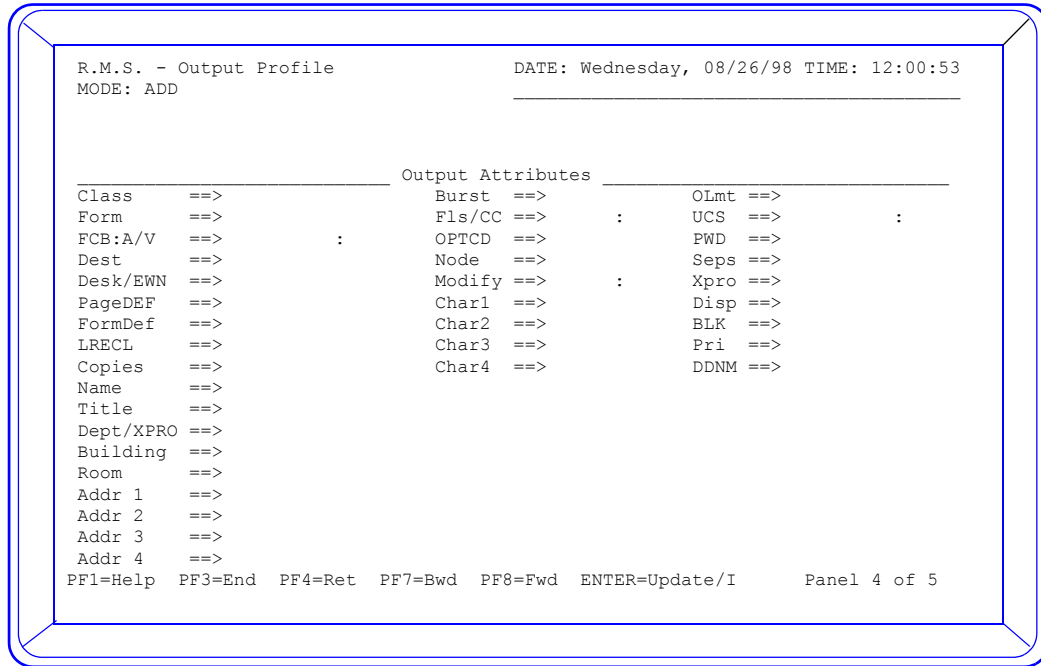 R.M.S. - Output Profile                DATE: Wednesday, 08/26/98 TIME: 12:00:53
MODE: ADD                              ________________________________________
____________________________ Output Attributes _______________________________
Class     ==>                   Burst  ==>             OLmt ==>
Form      ==>                   Fls/CC ==>      :      UCS  ==>          :
FCB:A/V   ==>          :        OPTCD  ==>             PWD  ==>
Dest      ==>                   Node   ==>             Seps ==>
Desk/EWN  ==>                   Modify ==>      :      Xpro ==>
PageDEF   ==>                   Char1  ==>             Disp ==>
FormDef   ==>                   Char2  ==>             BLK  ==>
LRECL     ==>                   Char3  ==>             Pri  ==>
Copies    ==>                   Char4  ==>             DDNM ==>
Name      ==>
Title     ==>
Dept/XPRO ==>
Building  ==>
Room      ==>
Addr 1    ==>
Addr 2    ==>
Addr 3    ==>
Addr 4    ==>
PF1=Help  PF3=End  PF4=Ret  PF7=Bwd  PF8=Fwd  ENTER=Update/I      Panel 4 of 5